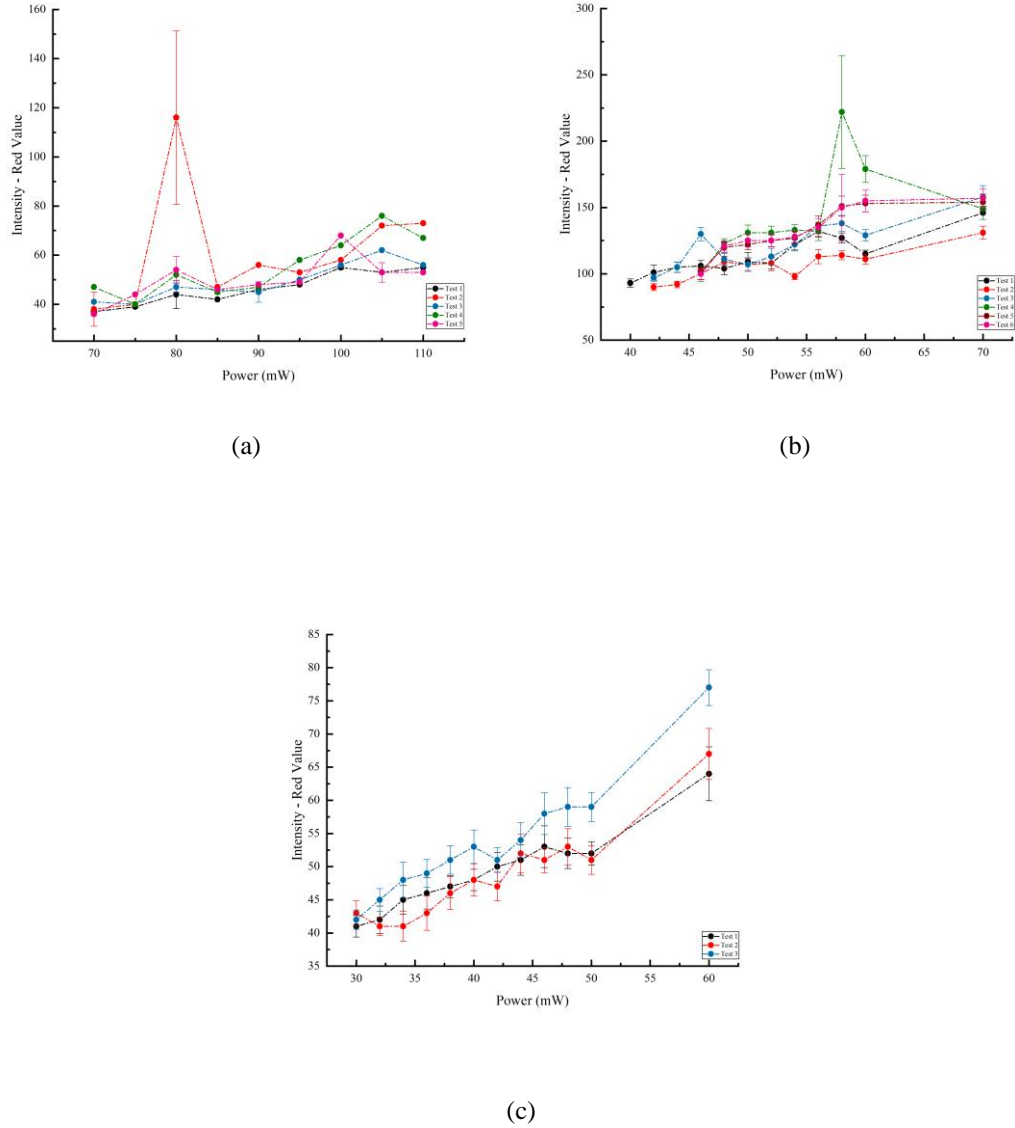 160
140
120
100
80
60
40
Intensity - Red Value
70
80
90
100
110
Power (mW)
Test 1
Test 2
Test 3
Test 4
Test 5
(a)
300
250
200
150
100
50
Intensity - Red Value
40
45
50
55
60
65
70
Power (mW)
Test 1
Test 2
Test 3
Test 4
Test 5
Test 6
(b)
85
80
75
70
65
60
55
50
45
40
35
Intensity - Red Value
30
35
40
45
50
55
60
Power (mW)
Test 1
Test 2
Test 3
(c)